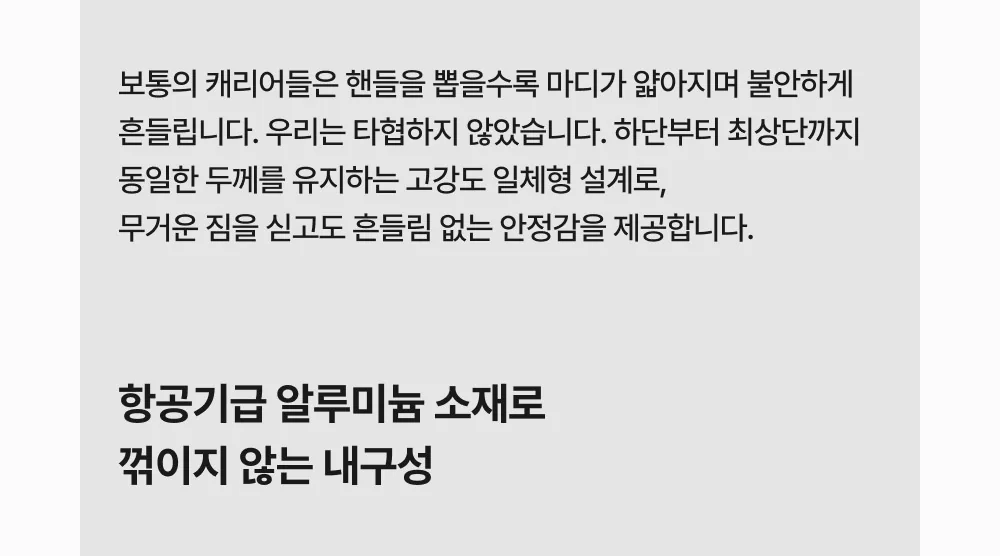 보통의 캐리어들은 핸들을 뽑을수록 마디가 얇아지며 불안하게
흔들립니다. 우리는 타협하지 않았습니다. 하단부터 최상단까지
동일한 두께를 유지하는 고강도 일체형 설계로,
무거운 짐을 싣고도 흔들림 없는 안정감을 제공합니다.
항공기급 알루미늄 소재로
꺾이지 않는 내구성